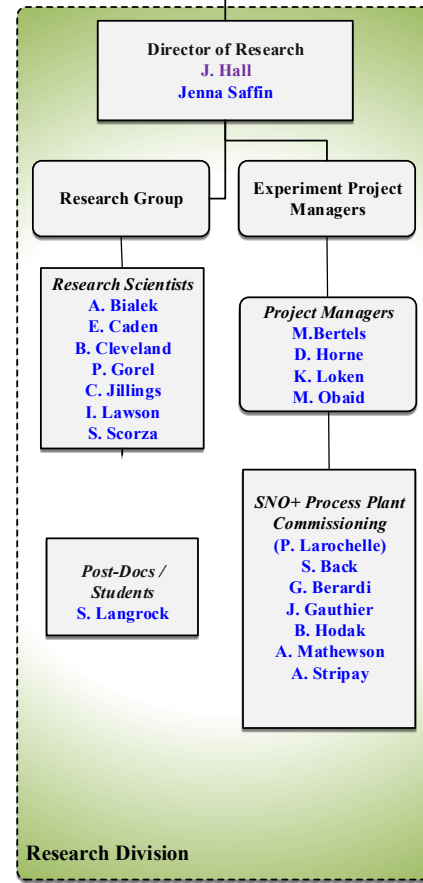 Director of Research
J. Hall
Jenna Saffin
Research Group
Experiment Project
Managers
Research Scientists
A. Bialek
E. Caden
B. Cleveland
P. Gorel
C. Jillings
I. Lawson
S. Scorza
Project Managers
M.Bertels
D. Horne
K. Loken
M. Obaid
Post-Docs /
Students
S. Langrock
SNO+ Process Plant
Commissioning
(P. Larochelle)
S. Back
G. Berardi
J. Gauthier
B. Hodak
A. Mathewson
A. Stripay
Research Division